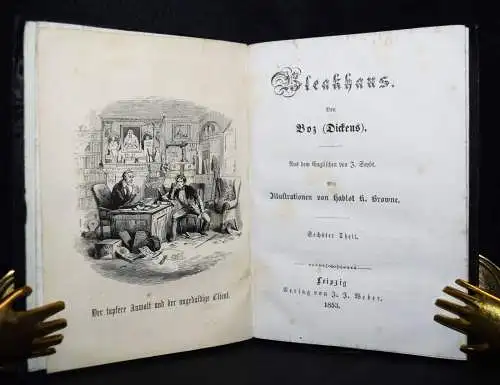 Der tapfere Anwalt und der ungeduldige Client.
Bleakhaus.
Von
Boz (Dickens).
Aus dem Englischen von J. Seybt.
Mit
Illustrationen von Hablot K. Browne.
Sechster Theil.
Leipzig
Verlag von J. J. Weber.
1853.